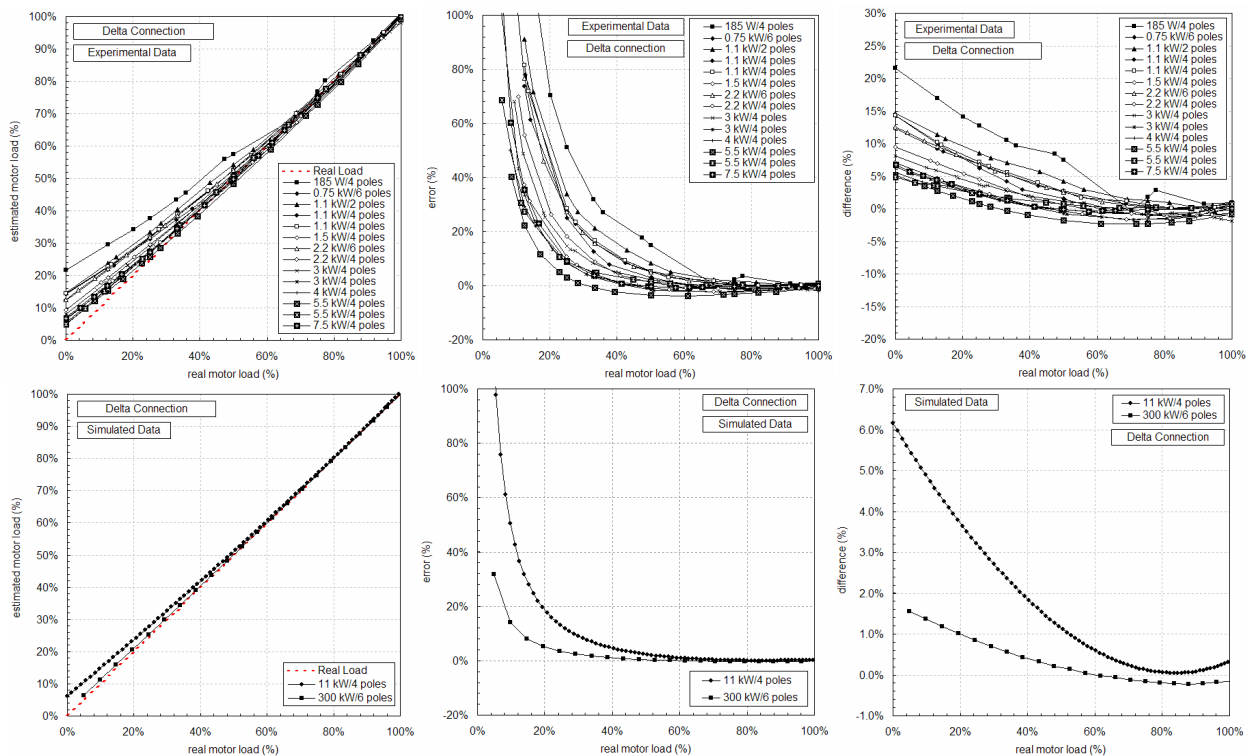 Delta Connection
Experimental Data
100%
90%
80%
70%
60%
50%
40%
30%
20%
10%
0%
estimated motor load (%)
Real Load
185 W/4 poles
0.75 kW/6 poles
1.1 kW/2 poles
1.1 kW/4 poles
1.1 kW/4 poles
1.5 kW/4 poles
2.2 kW/6 poles
2.2 kW/4 poles
3 kW/4 poles
3 kW/4 poles
4 kW/4 poles
5.5 kW/4 poles
5.5 kW/4 poles
7.5 kW/4 poles
0% 20% 40% 60% 80% 100%
real motor load (%)
Experimental Data
Delta connection
100%
80%
60%
40%
20%
0%
-20%
error (%)
185 W/4 poles
0.75 kW/6 poles
1.1 kW/2 poles
1.1 kW/4 poles
1.1 kW/4 poles
1.5 kW/4 poles
2.2 kW/6 poles
2.2 kW/4 poles
3 kW/4 poles
3 kW/4 poles
4 kW/4 poles
5.5 kW/4 poles
5.5 kW/4 poles
7.5 kW/4 poles
0% 20% 40% 60% 80% 100%
real motor load (%)
Experimental Data
Delta Connection
30%
25%
20%
15%
10%
5%
0%
-5%
-10%
-15%
-20%
difference (%)
185 W/4 poles
0.75 kW/6 poles
1.1 kW/2 poles
1.1 kW/4 poles
1.1 kW/4 poles
1.5 kW/4 poles
2.2 kW/6 poles
2.2 kW/4 poles
3 kW/4 poles
3 kW/4 poles
4 kW/4 poles
5.5 kW/4 poles
5.5 kW/4 poles
7.5 kW/4 poles
0% 20% 40% 60% 80% 100%
real motor load (%)
Delta Connection
Simulated Data
100%
90%
80%
70%
60%
50%
40%
30%
20%
10%
0%
estimated motor load (%)
Real Load
11 kW/4 poles
300 kW/6 poles
0% 20% 40% 60% 80% 100%
real motor load (%)
Delta Connection
Simulated Data
100%
80%
60%
40%
20%
0%
-20%
error (%)
11 kW/4 poles
300 kW/6 poles
0% 20% 40% 60% 80% 100%
real motor load (%)
Simulated Data
11 kW/4 poles
300 kW/6 poles
Delta Connection
7.0%
6.0%
5.0%
4.0%
3.0%
2.0%
1.0%
0.0%
-1.0%
difference (%)
0% 20% 40% 60% 80% 100%
real motor load (%)